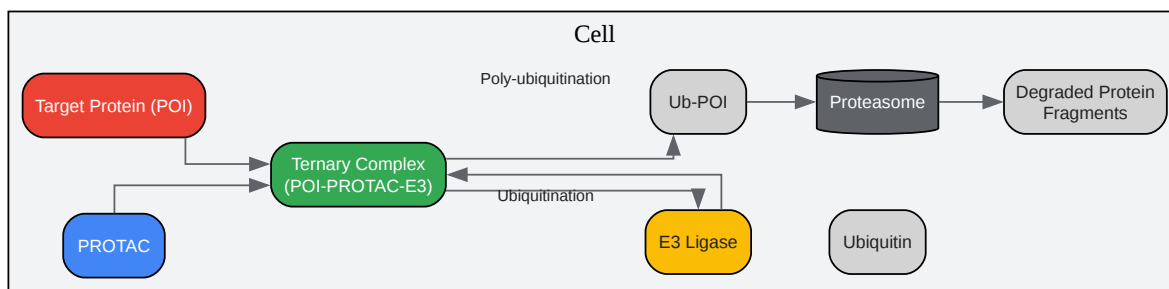 Cell
Poly-ubiquitination
Target Protein (POI)
Ub-POI
Proteasome
Degraded Protein
Fragments
Ternary Complex
(POI-PROTAC-E3)
Ubiquitination
PROTAC
E3 Ligase
Ubiquitin